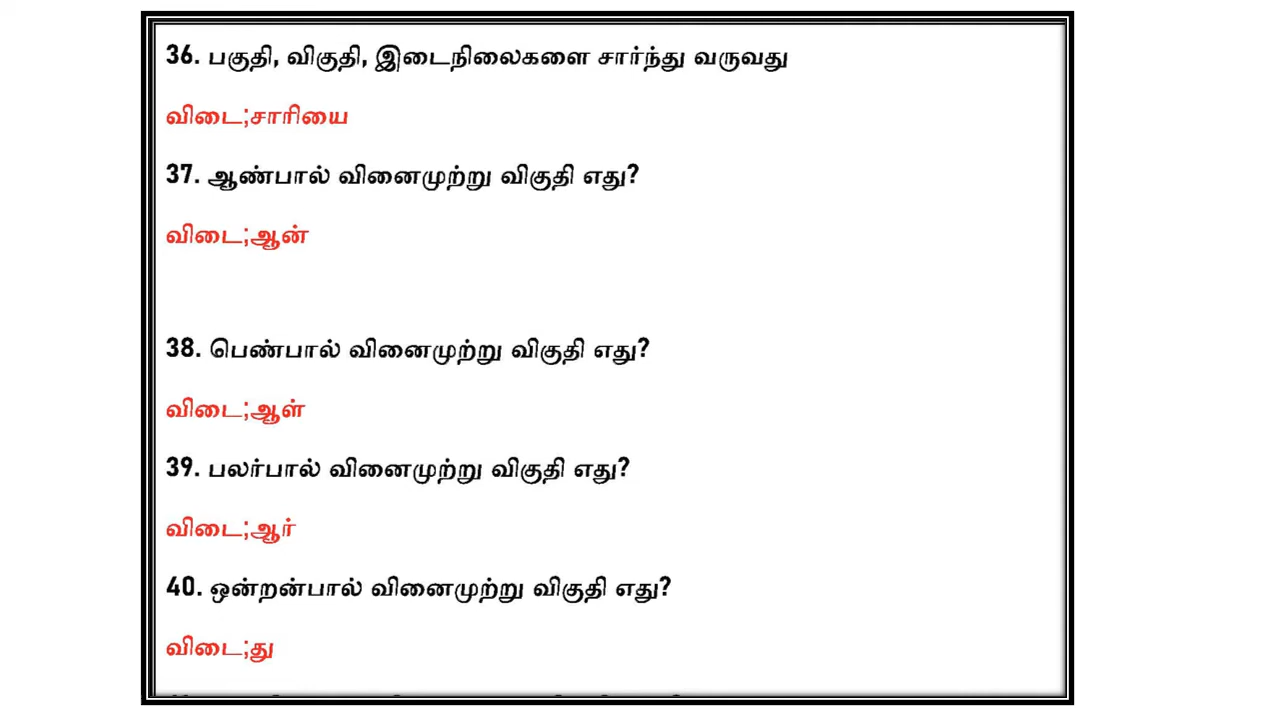 36. பகுதி, விகுதி, இடைநிலைகளை சார்ந்து வருவது
விடை;சாரியை
37. ஆண்பால் வினைமுற்று விகுதி எது?
விடை;ஆன்
38. பெண்பால் வினைமுற்று விகுதி எது?
விடை;ஆள்
39. பலர்பால் வினைமுற்று விகுதி எது?
விடை;ஆர்
40. ஒன்றன்பால் வினைமுற்று விகுதி எது?
விடை;து